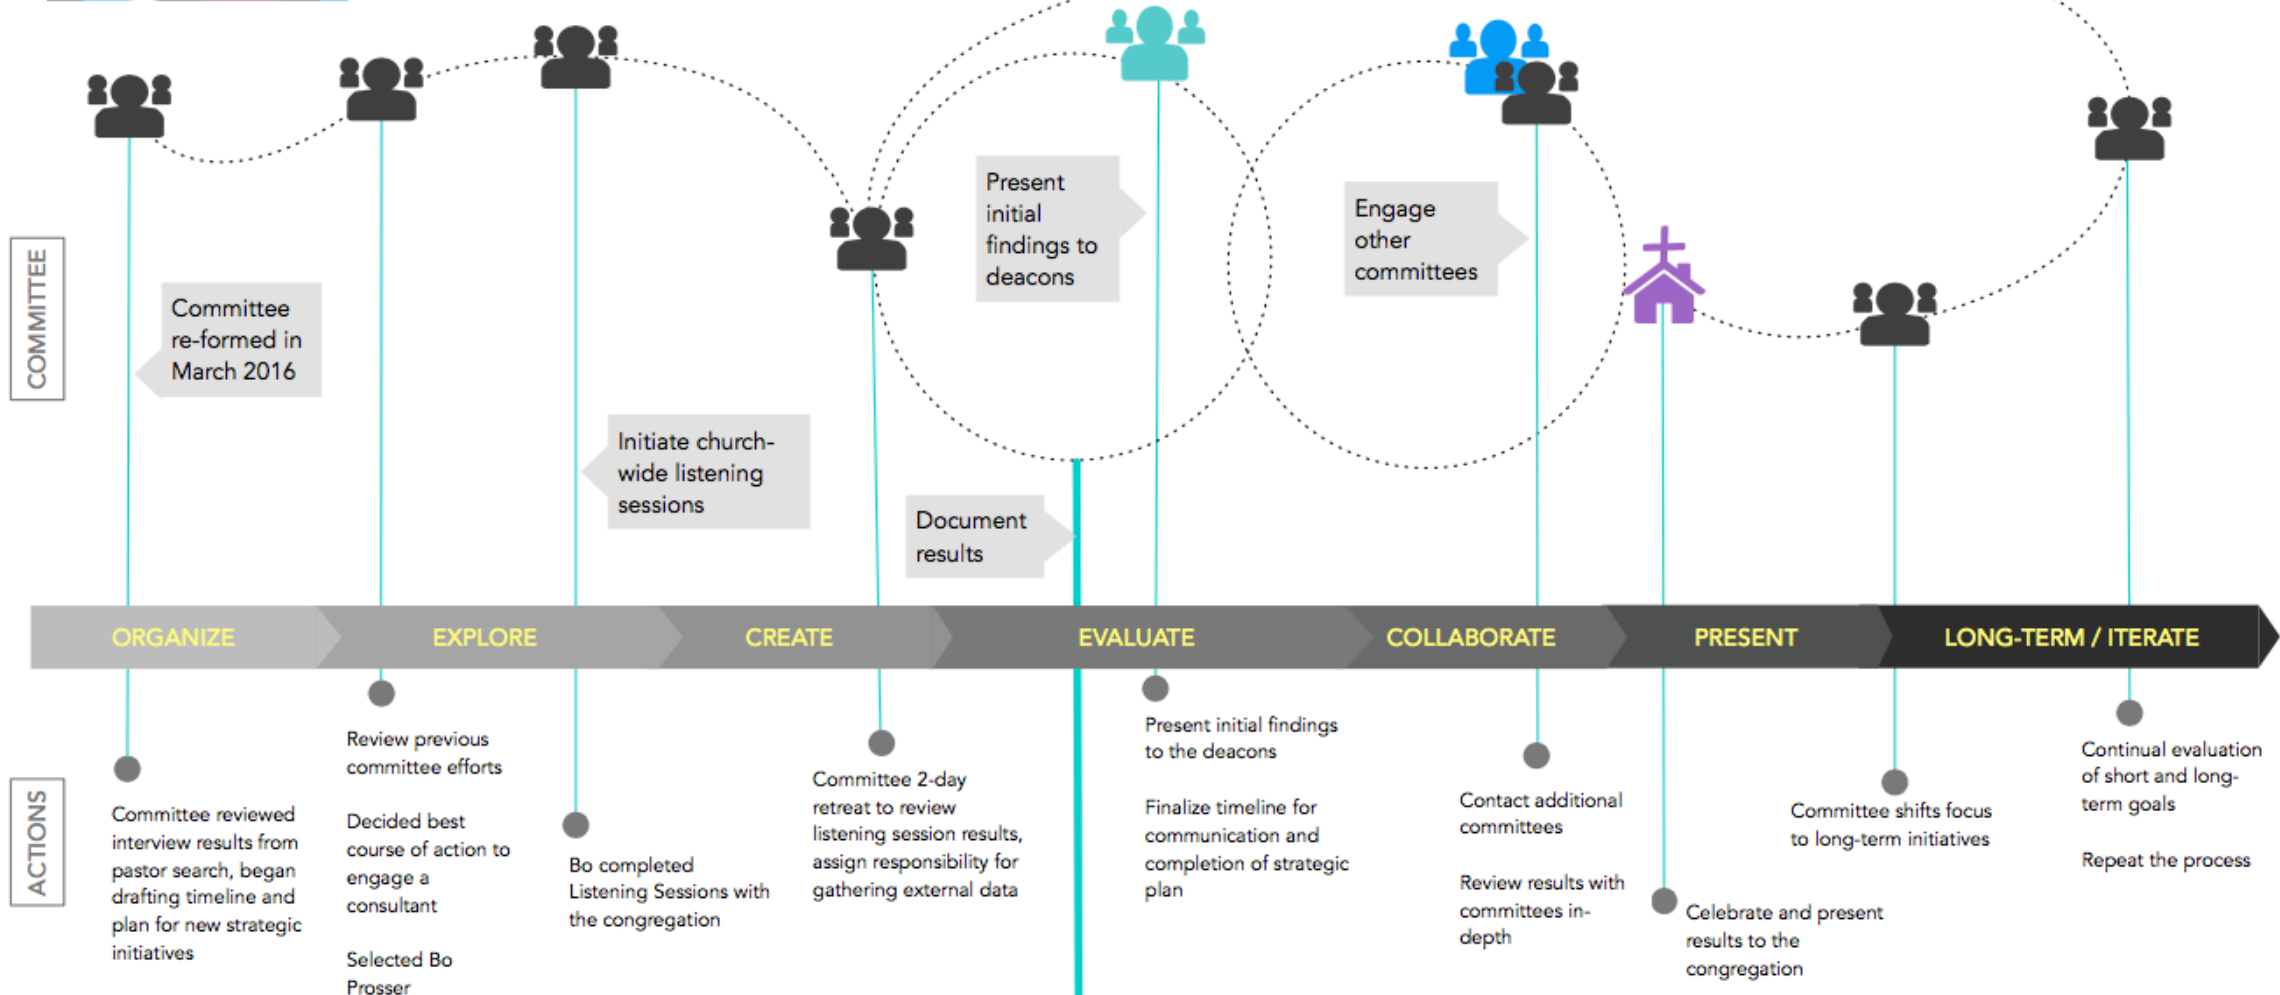 COMMITTEE
Committee
re-formed in
March 2016
Initiate church-
wide listening
sessions
Document
results
Present
initial
findings to
deacons
Engage
other
committees
ORGANIZE
EXPLORE
CREATE
EVALUATE
COLLABORATE
PRESENT
LONG-TERM / ITERATE
ACTIONS
Committee reviewed
interview results from
pastor search, began
drafting timeline and
plan for new strategic
initiatives
Review previous
committee efforts
Decided best
course of action to
engage a
consultant
Selected Bo
Prosser
Bo completed
Listening Sessions with
the congregation
Committee 2-day
retreat to review
listening session results,
assign responsibility for
gathering external data
Present initial findings
to the deacons
Finalize timeline for
communication and
completion of strategic
plan
Contact additional
committees
Review results with
committees in-
depth
Celebrate and present
results to the
congregation
Committee shifts focus
to long-term initiatives
Continual evaluation
of short and long-
term goals
Repeat the process